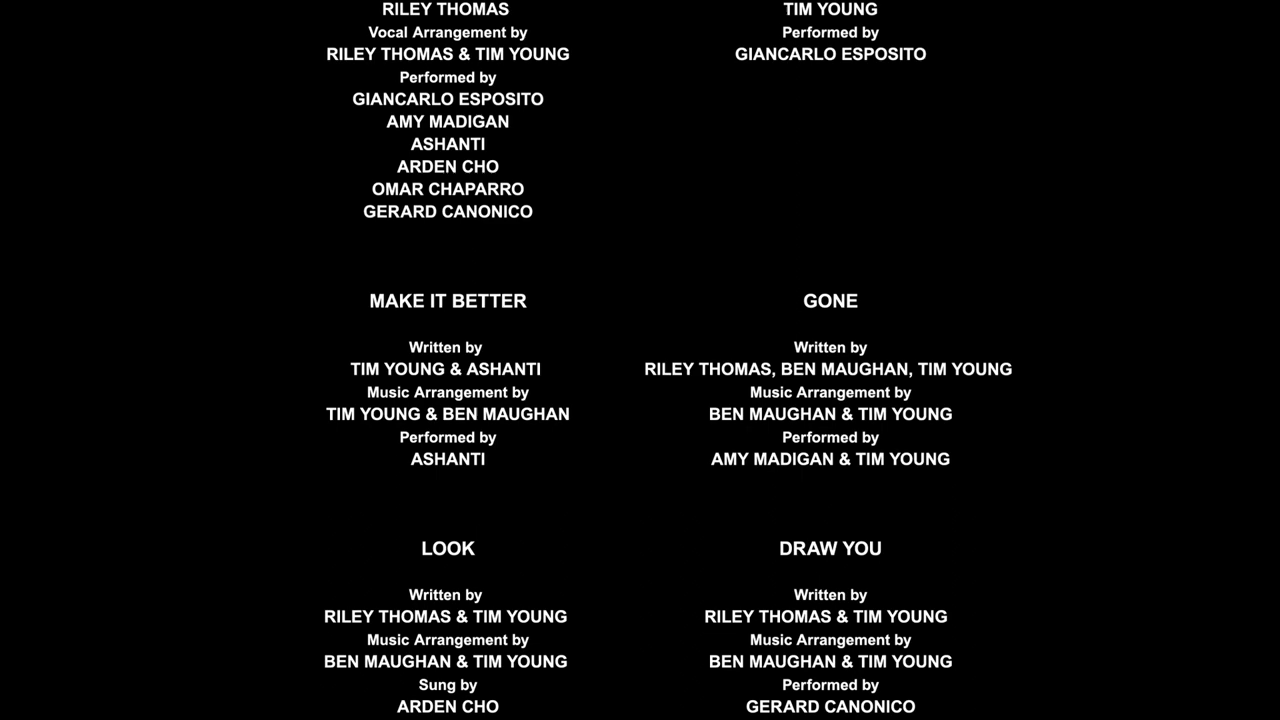 RILEY THOMAS
Vocal Arrangement by
RILEY THOMAS & TIM YOUNG
Performed by
GIANCARLO ESPOSITO
AMY MADIGAN
ASHANTI
ARDEN CHO
OMAR CHAPARRO
GERARD CANONICO
TIM YOUNG
Performed by
GIANCARLO ESPOSITO
MAKE IT BETTER
Written by
TIM YOUNG & ASHANTI
Music Arrangement by
TIM YOUNG & BEN MAUGHAN
Performed by
ASHANTI
GONE
Written by
RILEY THOMAS, BEN MAUGHAN, TIM YOUNG
Music Arrangement by
BEN MAUGHAN & TIM YOUNG
Performed by
AMY MADIGAN & TIM YOUNG
LOOK
Written by
RILEY THOMAS & TIM YOUNG
Music Arrangement by
BEN MAUGHAN & TIM YOUNG
Sung by
ARDEN CHO
DRAW YOU
Written by
RILEY THOMAS & TIM YOUNG
Music Arrangement by
BEN MAUGHAN & TIM YOUNG
Performed by
GERARD CANONICO